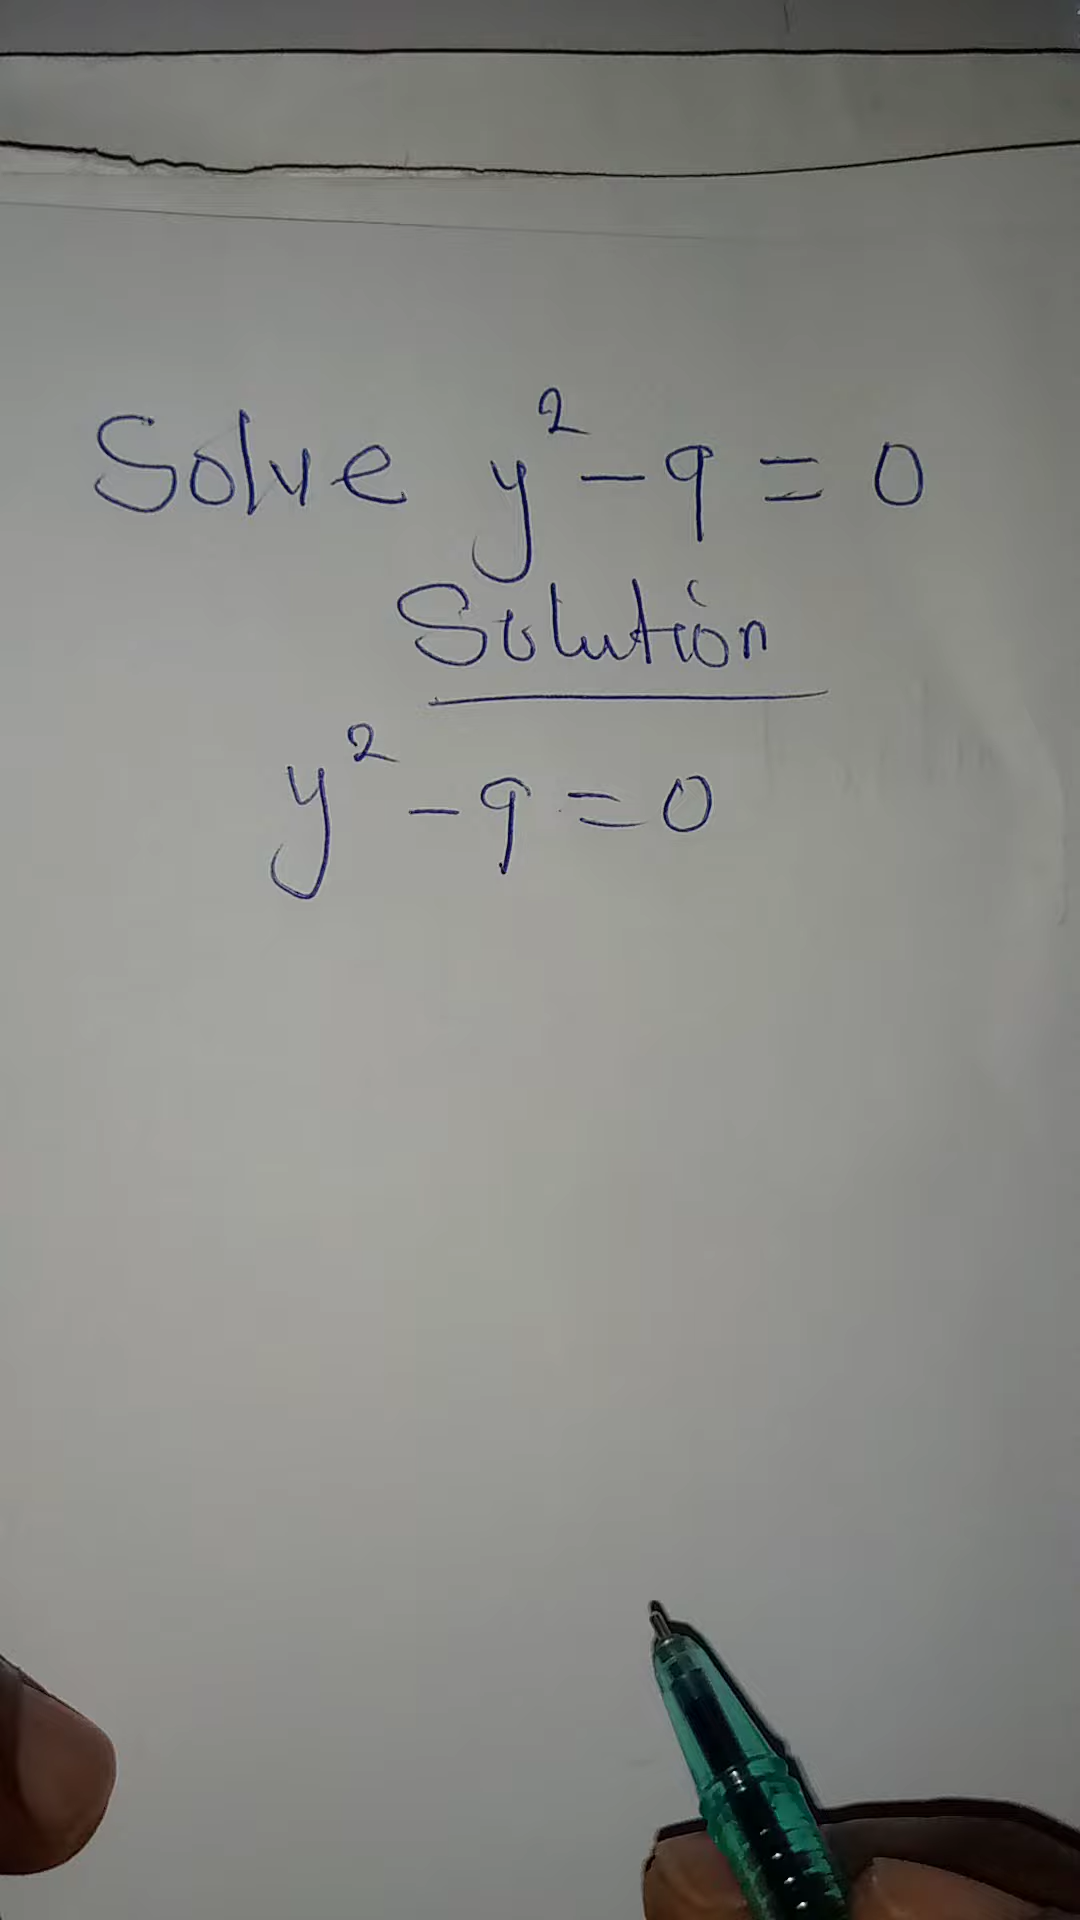 Solve y² - 9 = 0
Solution
y² - 9 = 0